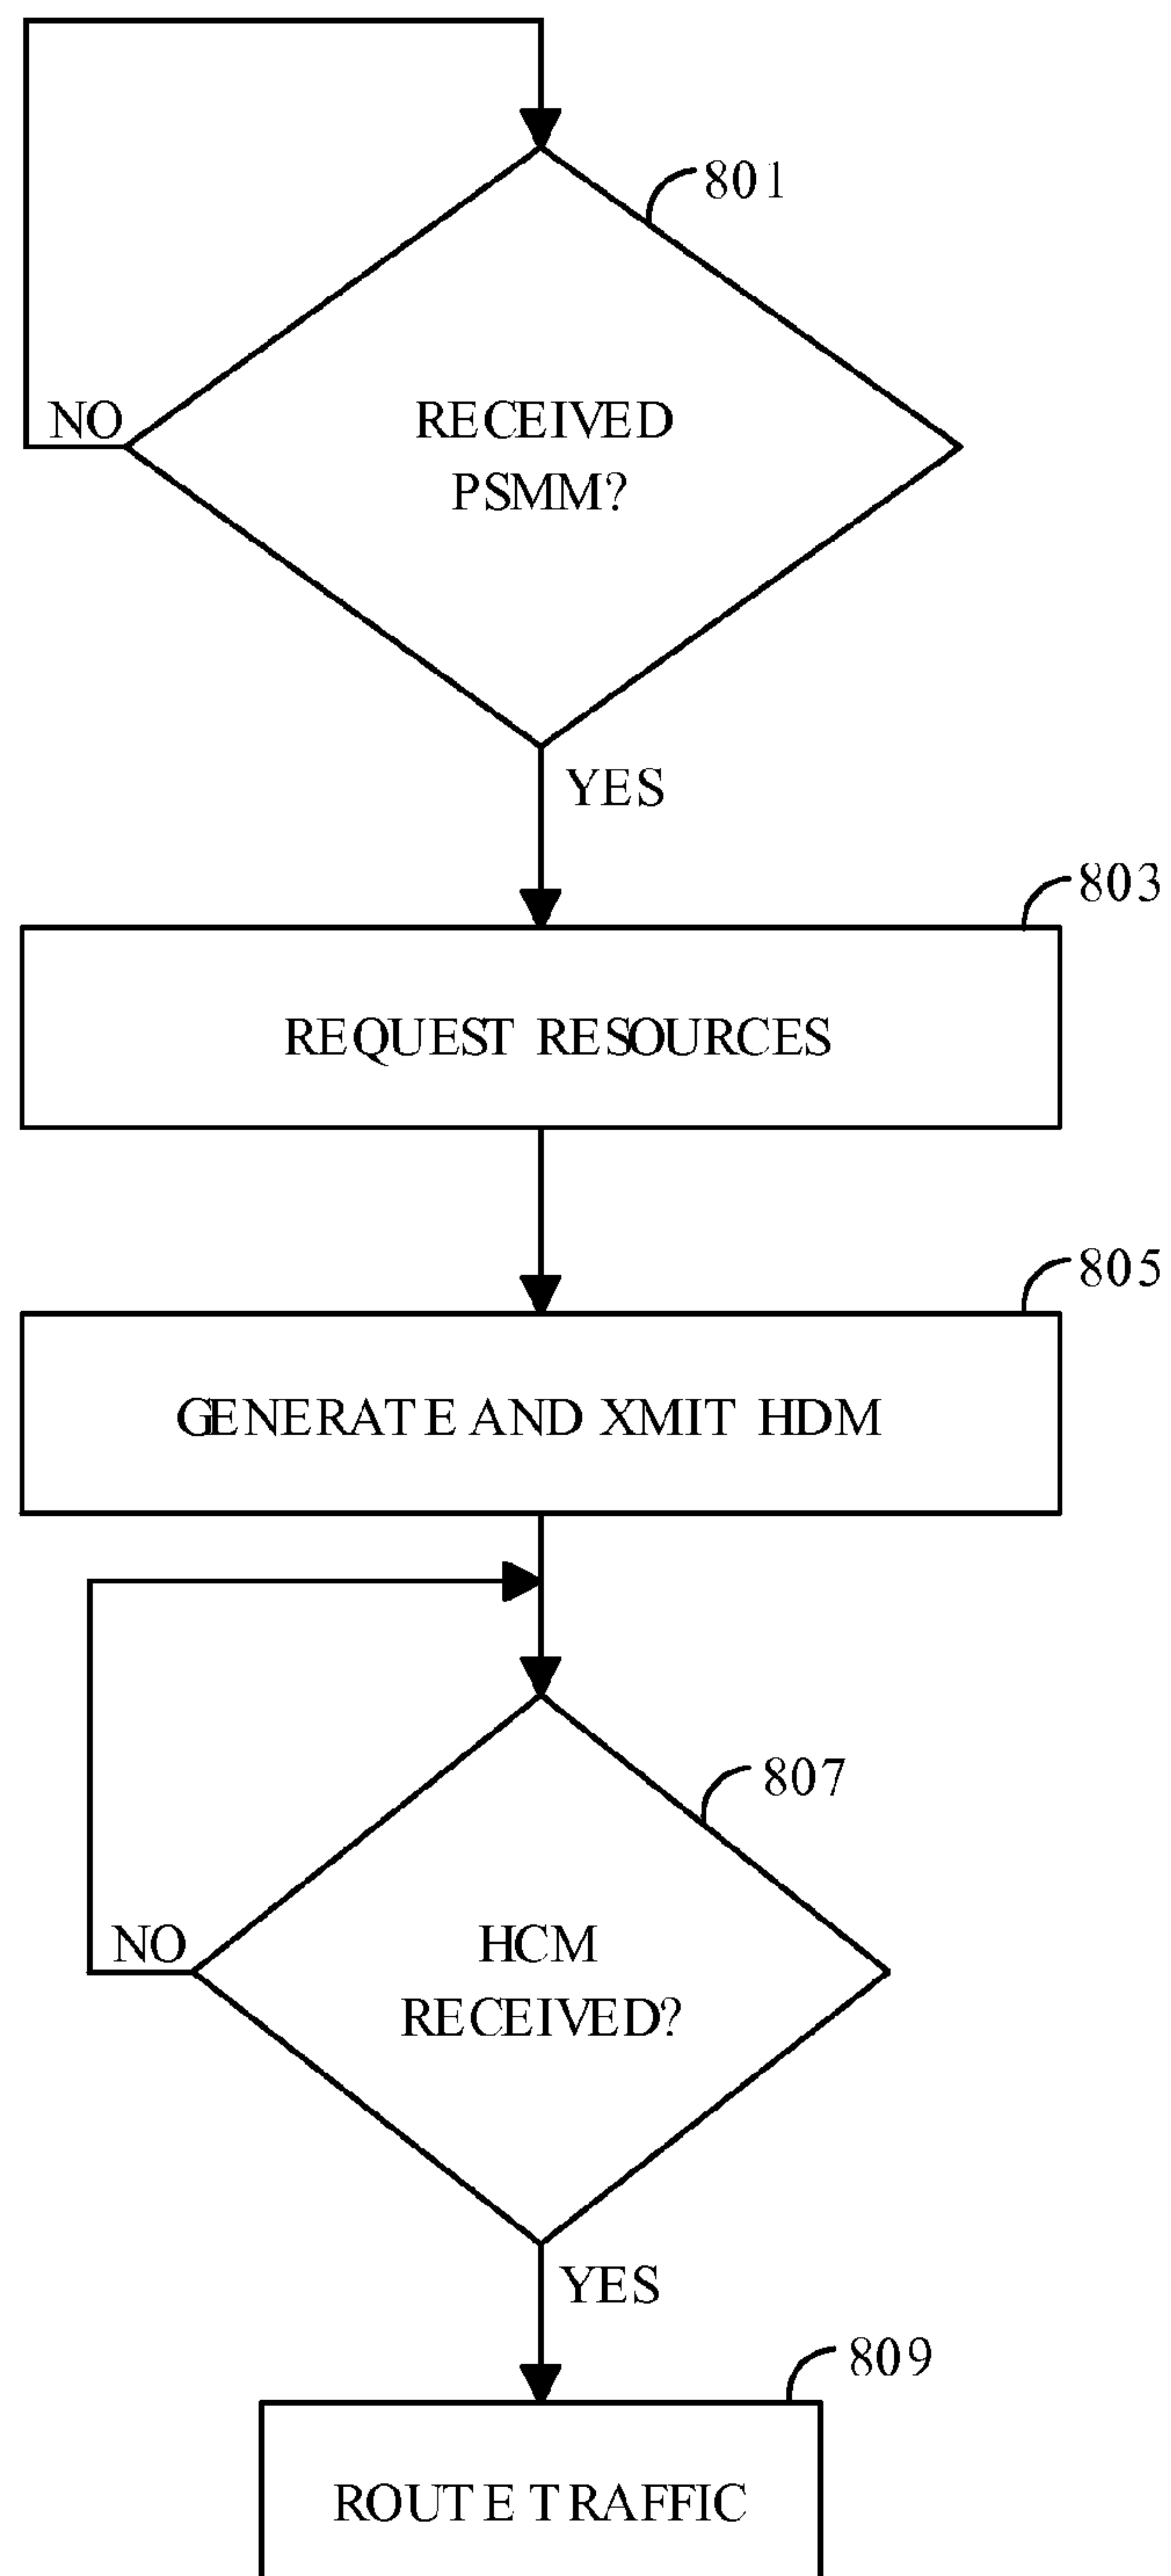 801
NO
RECEIVED
PSMM?
YES
803
REQUEST RESOURCES
805
GENERATE AND XMIT HDM
807
NO
HCM
RECEIVED?
YES
809
ROUTE TRAFFIC